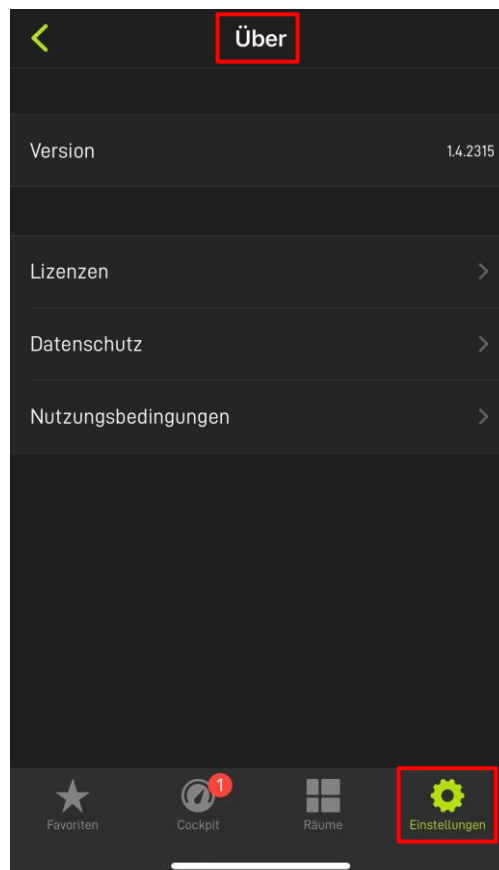 Über
Version 1.4.2315
Lizenzen
Datenschutz
Nutzungsbedingungen
1
Favoriten Cockpit Räume Einstellungen